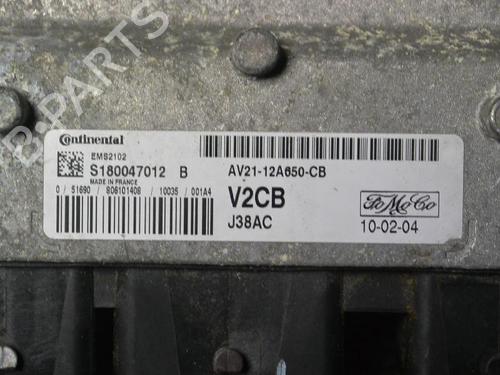 B-PARTS
Continental
EMS2102
S180047012 B
MADE IN FRANCE
0 / 51690 / 806101408 / 10035 / 001A4
AV21-12A650-CB
V2CB
J38AC
FoMoCo
10-02-04